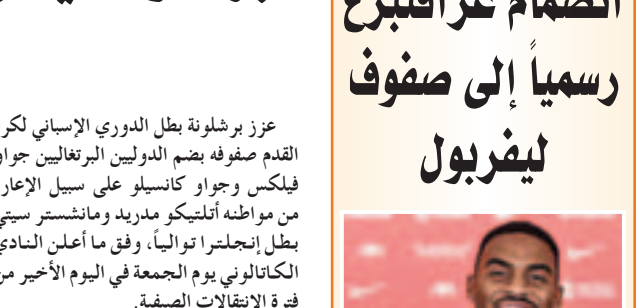 انضمام غرافنبرخ
رسمياً إلى صفوف
ليفربول
عزز برشلونة بطل الدوري الإسباني لكرة
القدم صفوفه بضم الدوليين البرتغاليين جواو
فيلكس وجواو كانسيلو على سبيل الإعارة
من مواطنه أتلتيكو مدريد ومانشستر سيتي
بطل إنجلترا توالياً، وفق ما أعلن النادي
الكاتالوني يوم الجمعة في اليوم الأخير من
فترة الانتقالات الصيفية.